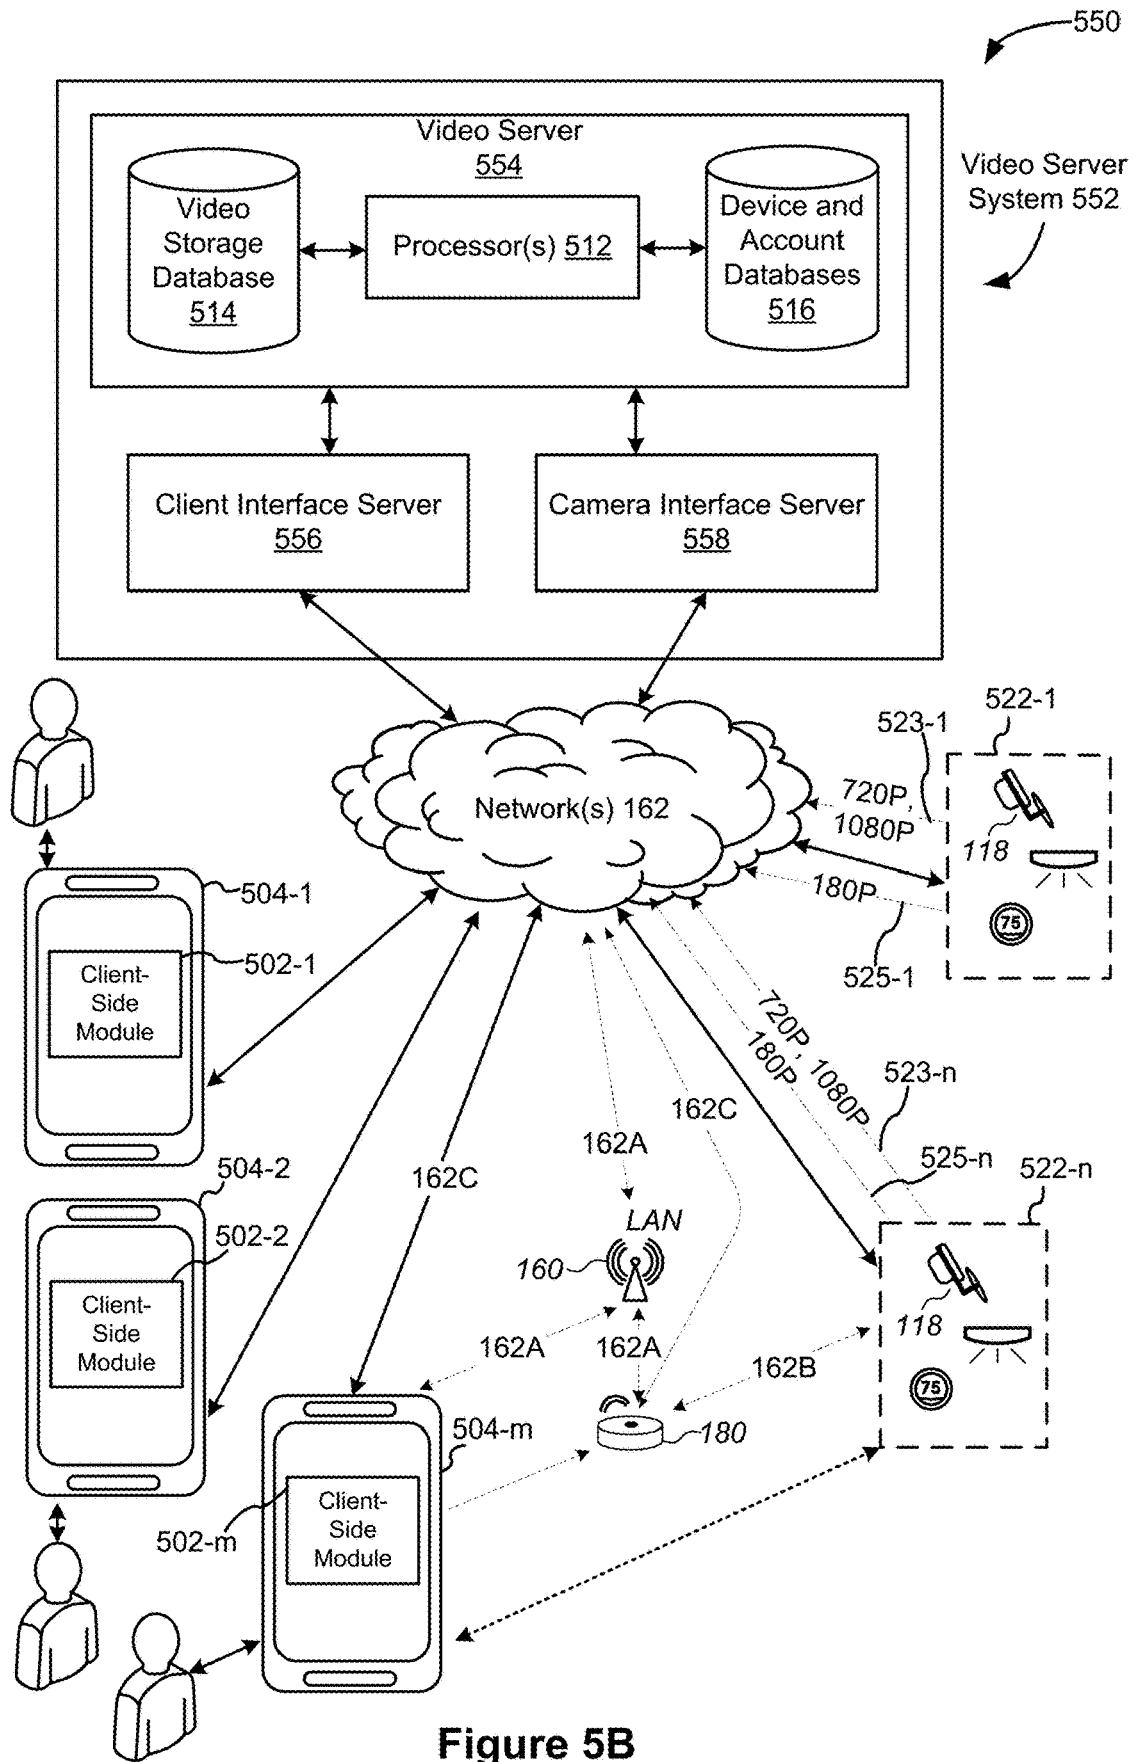 550
Video Server
554
Video Server
System 552
Video
Storage
Database
514
Processor(s) 512
Device and
Account
Databases
516
Client Interface Server
556
Camera Interface Server
558
Network(s) 162
522-1
523-1
720P,
1080P
118
180P
75
525-1
504-1
502-1
Client-
Side
Module
720P, 1080P
180P
523-n
525-n
522-n
162C
162A
162C
504-2
502-2
Client-
Side
Module
LAN
160
118
162A
162A
162B
75
180
504-m
502-m
Client-
Side
Module
Figure 5B